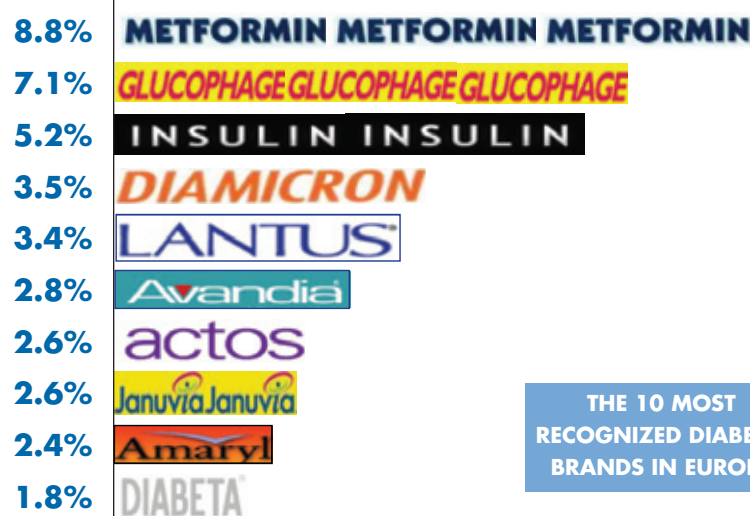 8.8% METFORMIN METFORMIN METFORMIN
7.1% GLUCOPHAGE GLUCOPHAGE GLUCOPHAGE
5.2% INSULIN INSULIN
3.5% DIAMICRON
3.4% LANTUS
2.8% Avandia
2.6% actos
2.6% Januvia Januvia
2.4% Amaryl
1.8% DIABETA
THE 10 MOST
RECOGNIZED
BRANDS IN